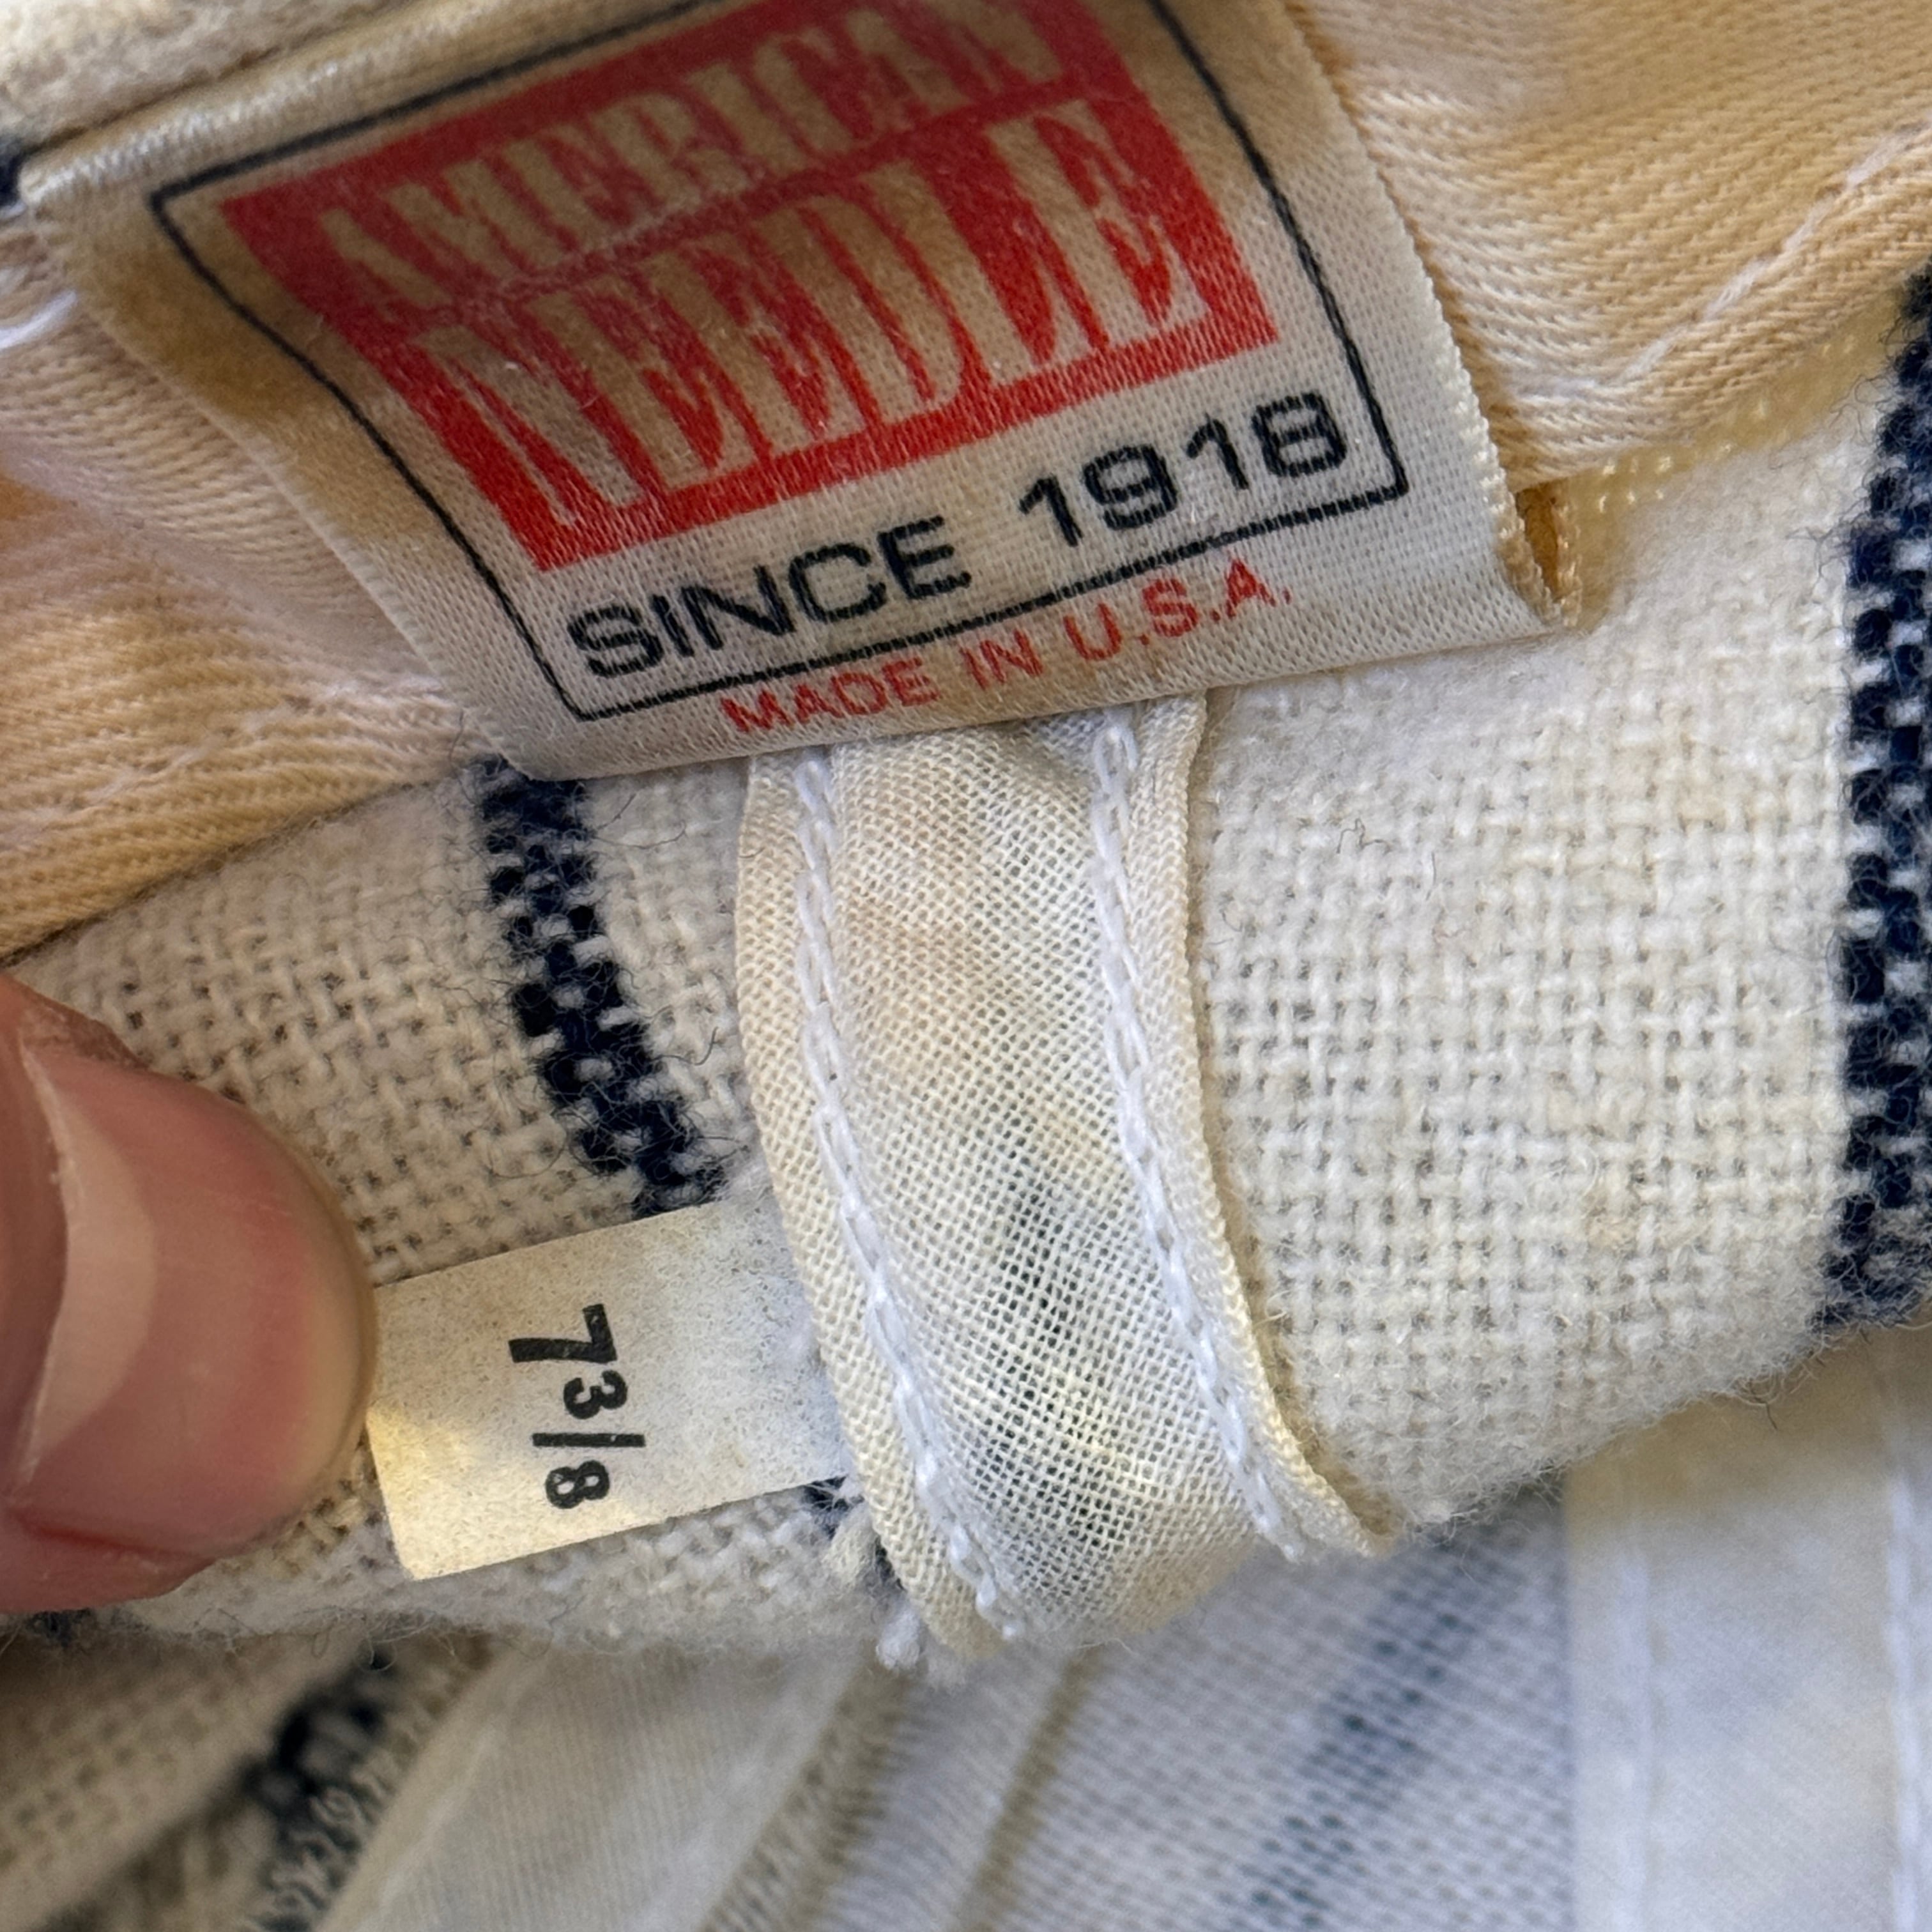 AMERICAN
NEEDLE
SINCE 1918
MADE IN U.S.A.
7 3/8